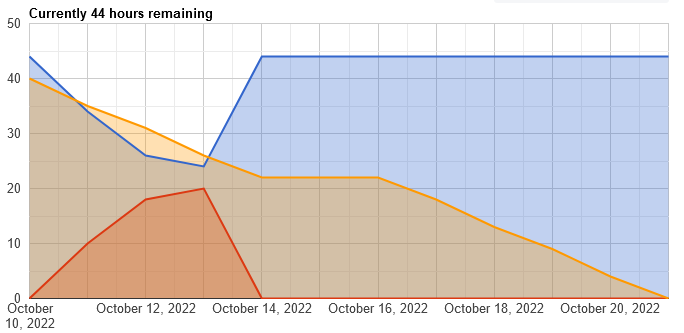 Currently 44 hours remaining
50
40
30
20
10
0
October
10, 2022
October 12, 2022
October 14, 2022
October 16, 2022
October 18, 2022
October 20, 2022